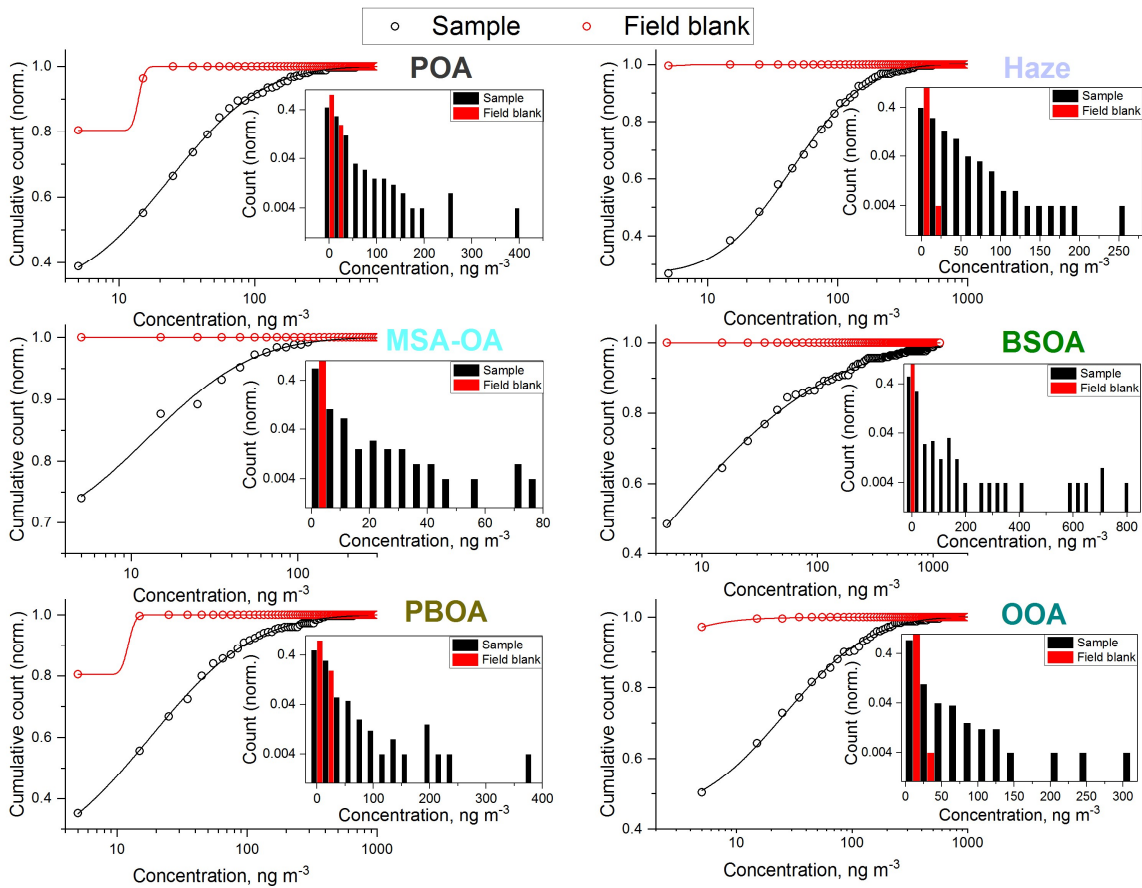 Sample Field blank
POA
Cumulative count (norm.)
1.0
0.8
0.6
0.4
10 100
Concentration, ng m-3
Sample
Field blank
Count (norm.)
0.4
0.04
0.004
0 100 200 300 400
Concentration, ng m-3
Haze
Cumulative count (norm.)
1.0
0.8
0.6
0.4
0.2
10 100 1000
Concentration, ng m-3
Sample
Field blank
Count (norm.)
0.4
0.04
0.004
0 50 100 150 200 250
Concentration, ng m-3
MSA-OA
Cumulative count (norm.)
1.0
0.9
0.8
0.7
10 100
Concentration, ng m-3
Sample
Field blank
Count (norm.)
0.4
0.04
0.004
0 20 40 60 80
Concentration, ng m-3
BSOA
Cumulative count (norm.)
1.0
0.8
0.6
0.4
10 100 1000
Concentration, ng m-3
Sample
Field blank
Count (norm.)
0.4
0.04
0.004
0 200 400 600 800
Concentration, ng m-3
PBOA
Cumulative count (norm.)
1.0
0.8
0.6
0.4
10 100 1000
Concentration, ng m-3
Sample
Field blank
Count (norm.)
0.4
0.04
0.004
0 100 200 300 400
Concentration, ng m-3
OOA
Cumulative count (norm.)
1.0
0.8
0.6
0.4
10 100 1000
Concentration, ng m-3
Sample
Field blank
Count (norm.)
0.4
0.04
0.004
0 50 100 150 200 250 300
Concentration, ng m-3